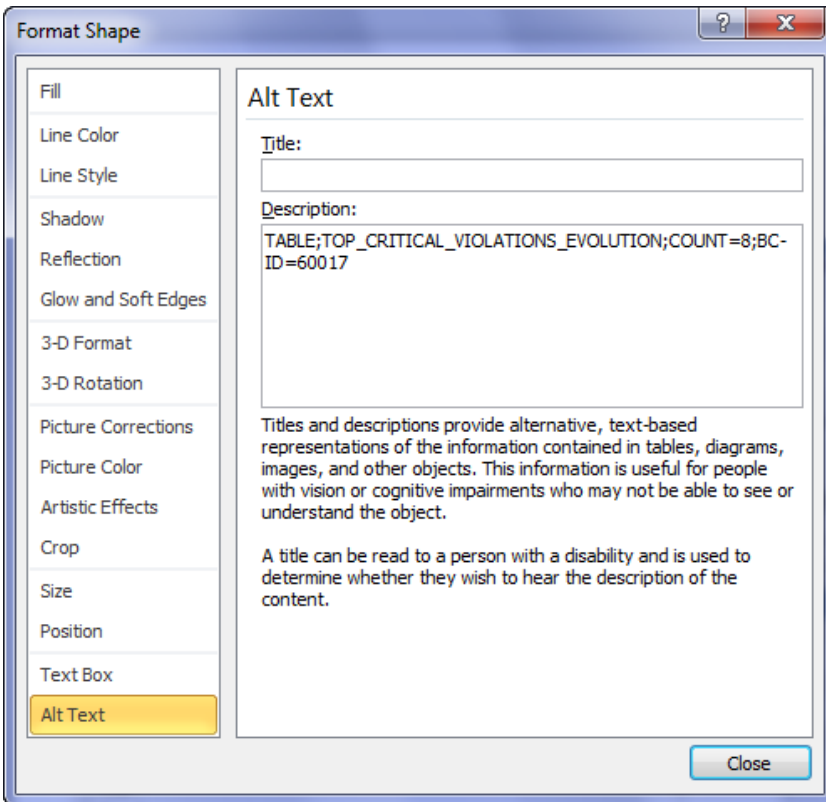 Format Shape
?
X
Fill
Line Color
Line Style
Shadow
Reflection
Glow and Soft Edges
3-D Format
3-D Rotation
Picture Corrections
Picture Color
Artistic Effects
Crop
Size
Position
Text Box
Alt Text
Alt Text
Title:
Description:
TABLE;TOP_CRITICAL_VIOLATIONS_EVOLUTION;COUNT=8;BC-
ID=60017
Titles and descriptions provide alternative, text-based
representations of the information contained in tables, diagrams,
images, and other objects. This information is useful for people
with vision or cognitive impairments who may not be able to see or
understand the object.
A title can be read to a person with a disability and is used to
determine whether they wish to hear the description of the
content.
Close